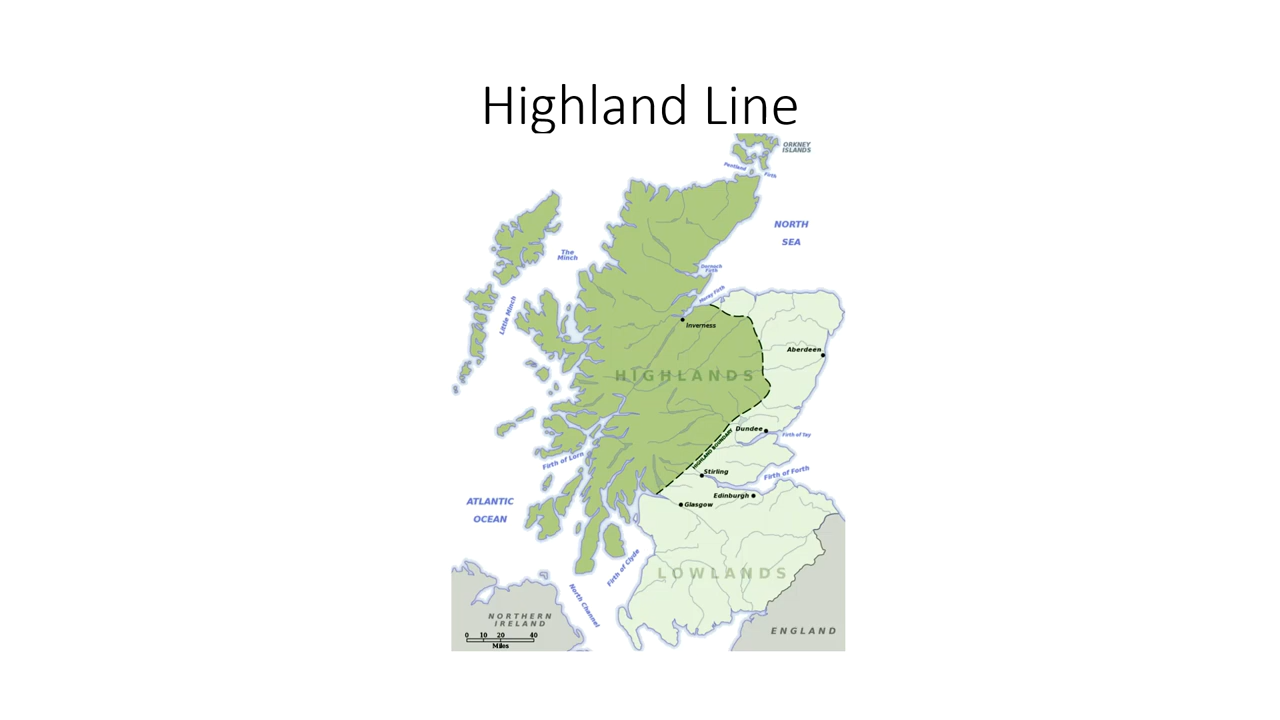 Highland Line
ORKNEY
ISLANDS
Pentland
Firth
NORTH
SEA
The
Minch
Dornoch
Firth
Little Minch
Moray Firth
Inverness
Aberdeen
HIGHLANDS
Dundee
Firth of Tay
HIGHLAND BOUNDARY
Firth of Lorn
Stirling
Firth of Forth
Edinburgh
ATLANTIC
OCEAN
Glasgow
Firth of Clyde
LOWLANDS
North Channel
NORTHERN
IRELAND
ENGLAND
0 10 20 40
Miles